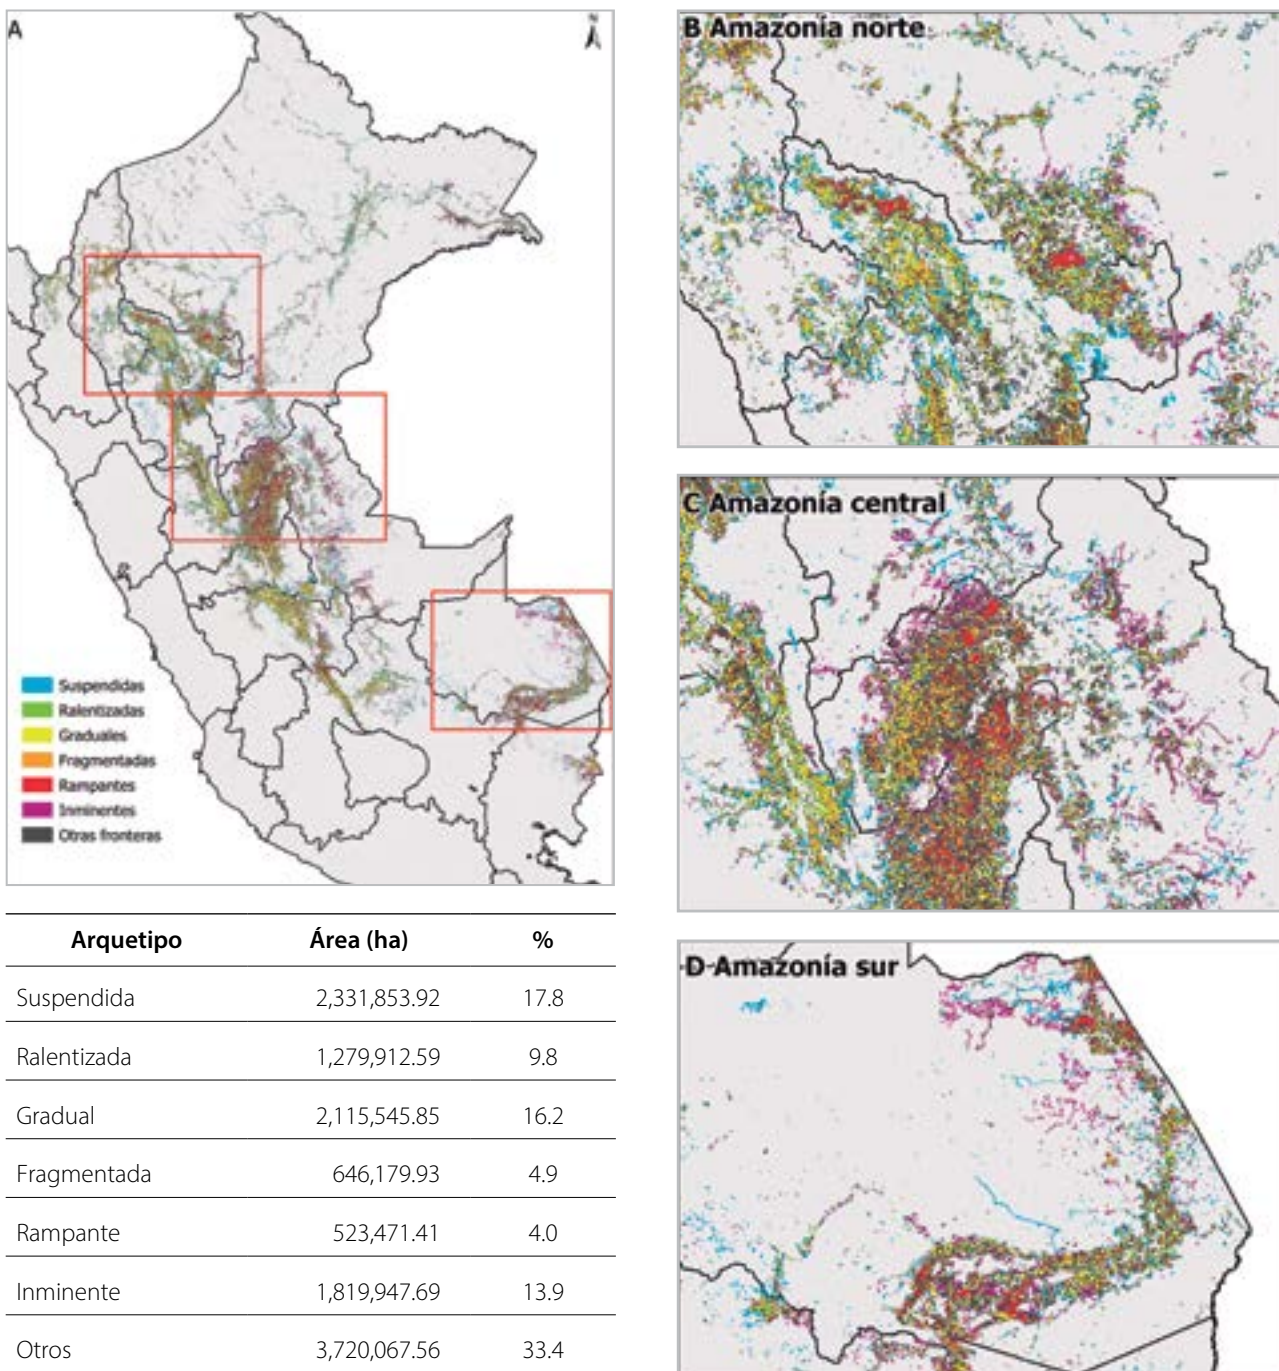 A
N
Suspendidas
Ralentizadas
Graduales
Fragmentadas
Rampantes
Inminentes
Otras fronteras
Arquetipo Área (ha) %
Suspendida 2,331,853.92 17.8
Ralentizada 1,279,912.59 9.8
Gradual 2,115,545.85 16.2
Fragmentada 646,179.93 4.9
Rampante 523,471.41 4.0
Inminente 1,819,947.69 13.9
Otros 3,720,067.56 33.4
B Amazonía norte
C Amazonía central
D Amazonía sur